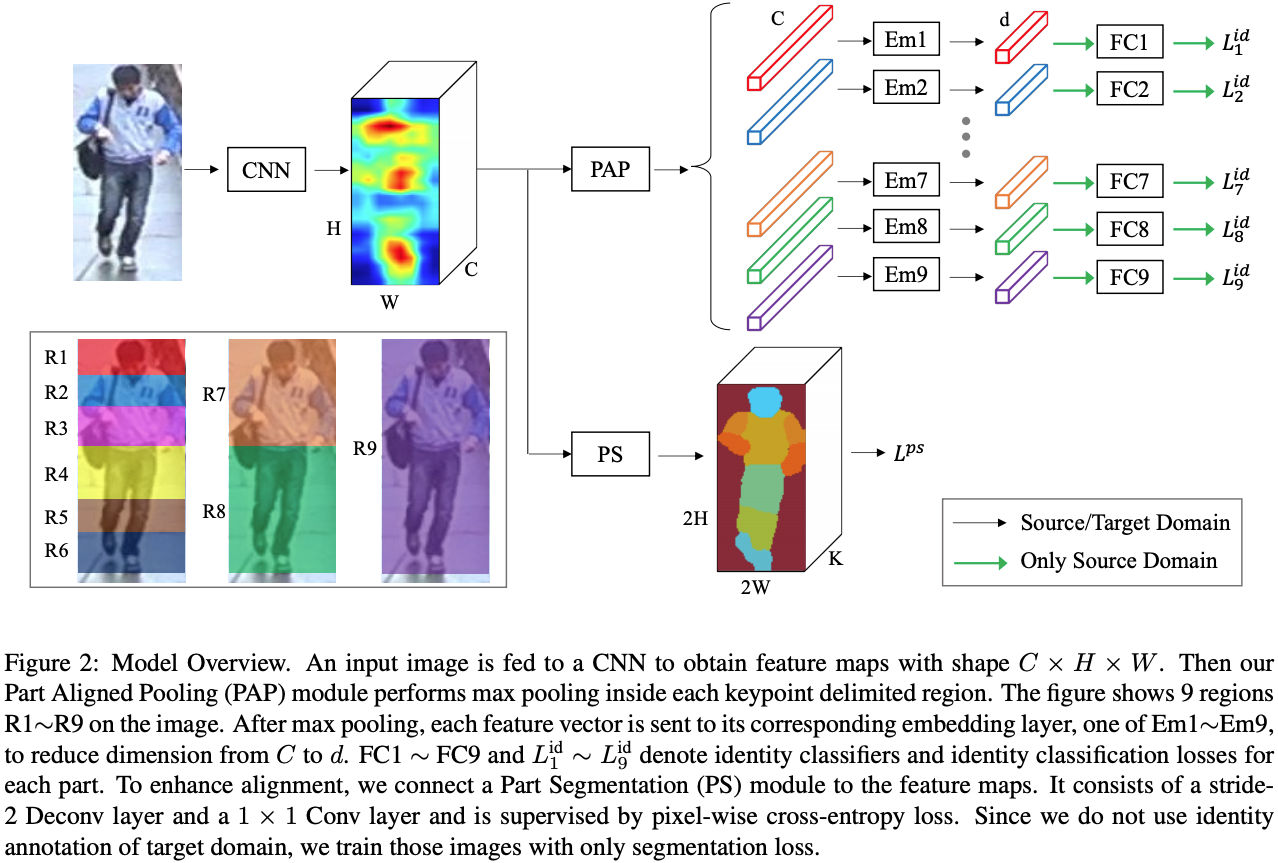 C
d
Em1
FC1
L_1^{id}
Em2
FC2
L_2^{id}
CNN
PAP
Em7
FC7
L_7^{id}
H
Em8
FC8
L_8^{id}
C
Em9
FC9
L_9^{id}
W
R1
R2
R3
R4
R5
R6
R7
R8
R9
PS
L^{ps}
2H
K
2W
Source/Target Domain
Only Source Domain
Figure 2: Model Overview. An input image is fed to a CNN to obtain feature maps with shape C × H × W. Then our
Part Aligned Pooling (PAP) module performs max pooling inside each keypoint delimited region. The figure shows 9 regions
R1∼R9 on the image. After max pooling, each feature vector is sent to its corresponding embedding layer, one of Em1∼Em9,
to reduce dimension from C to d. FC1 ∼ FC9 and L_1^{id} ∼ L_9^{id} denote identity classifiers and identity classification losses for
each part. To enhance alignment, we connect a Part Segmentation (PS) module to the feature maps. It consists of a stride-
2 Deconv layer and a 1 × 1 Conv layer and is supervised by pixel-wise cross-entropy loss. Since we do not use identity
annotation of target domain, we train those images with only segmentation loss.